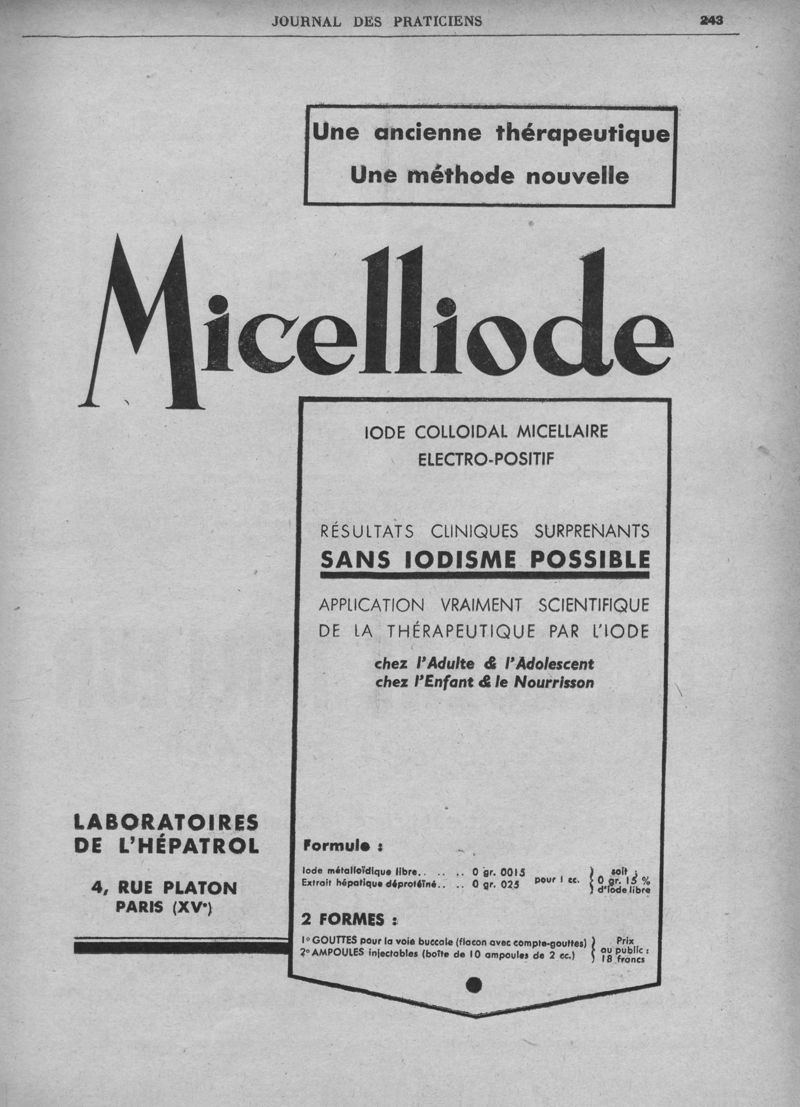 JOURNAL DES PRATICIENS 243
Une ancienne thérapeutique
Une méthode nouvelle
Micelliode
IODE COLLOIDAL MICELLAIRE
ELECTRO-POSITIF
RÉSULTATS CLINIQUES SURPRENANTS
SANS IODISME POSSIBLE
APPLICATION VRAIMENT SCIENTIFIQUE
DE LA THÉRAPEUTIQUE PAR L'IODE
chez l'Adulte & l'Adolescent
chez l'Enfant & le Nourrisson
LABORATOIRES
DE L'HÉPATROL
4, RUE PLATON
PARIS (XVe)
Formule :
Iode métalloïdique libre.. .. .. .. 0 gr. 0015
Extrait hépatique déprotéïné.. .. 0 gr. 025
pour 1 cc.
soit :
0 gr. 15 %
d'iode libre
2 FORMES :
1° GOUTTES pour la voie buccale (flacon avec compte-gouttes)
2° AMPOULES injectables (boîte de 10 ampoules de 2 cc.)
Prix
au public :
18 francs